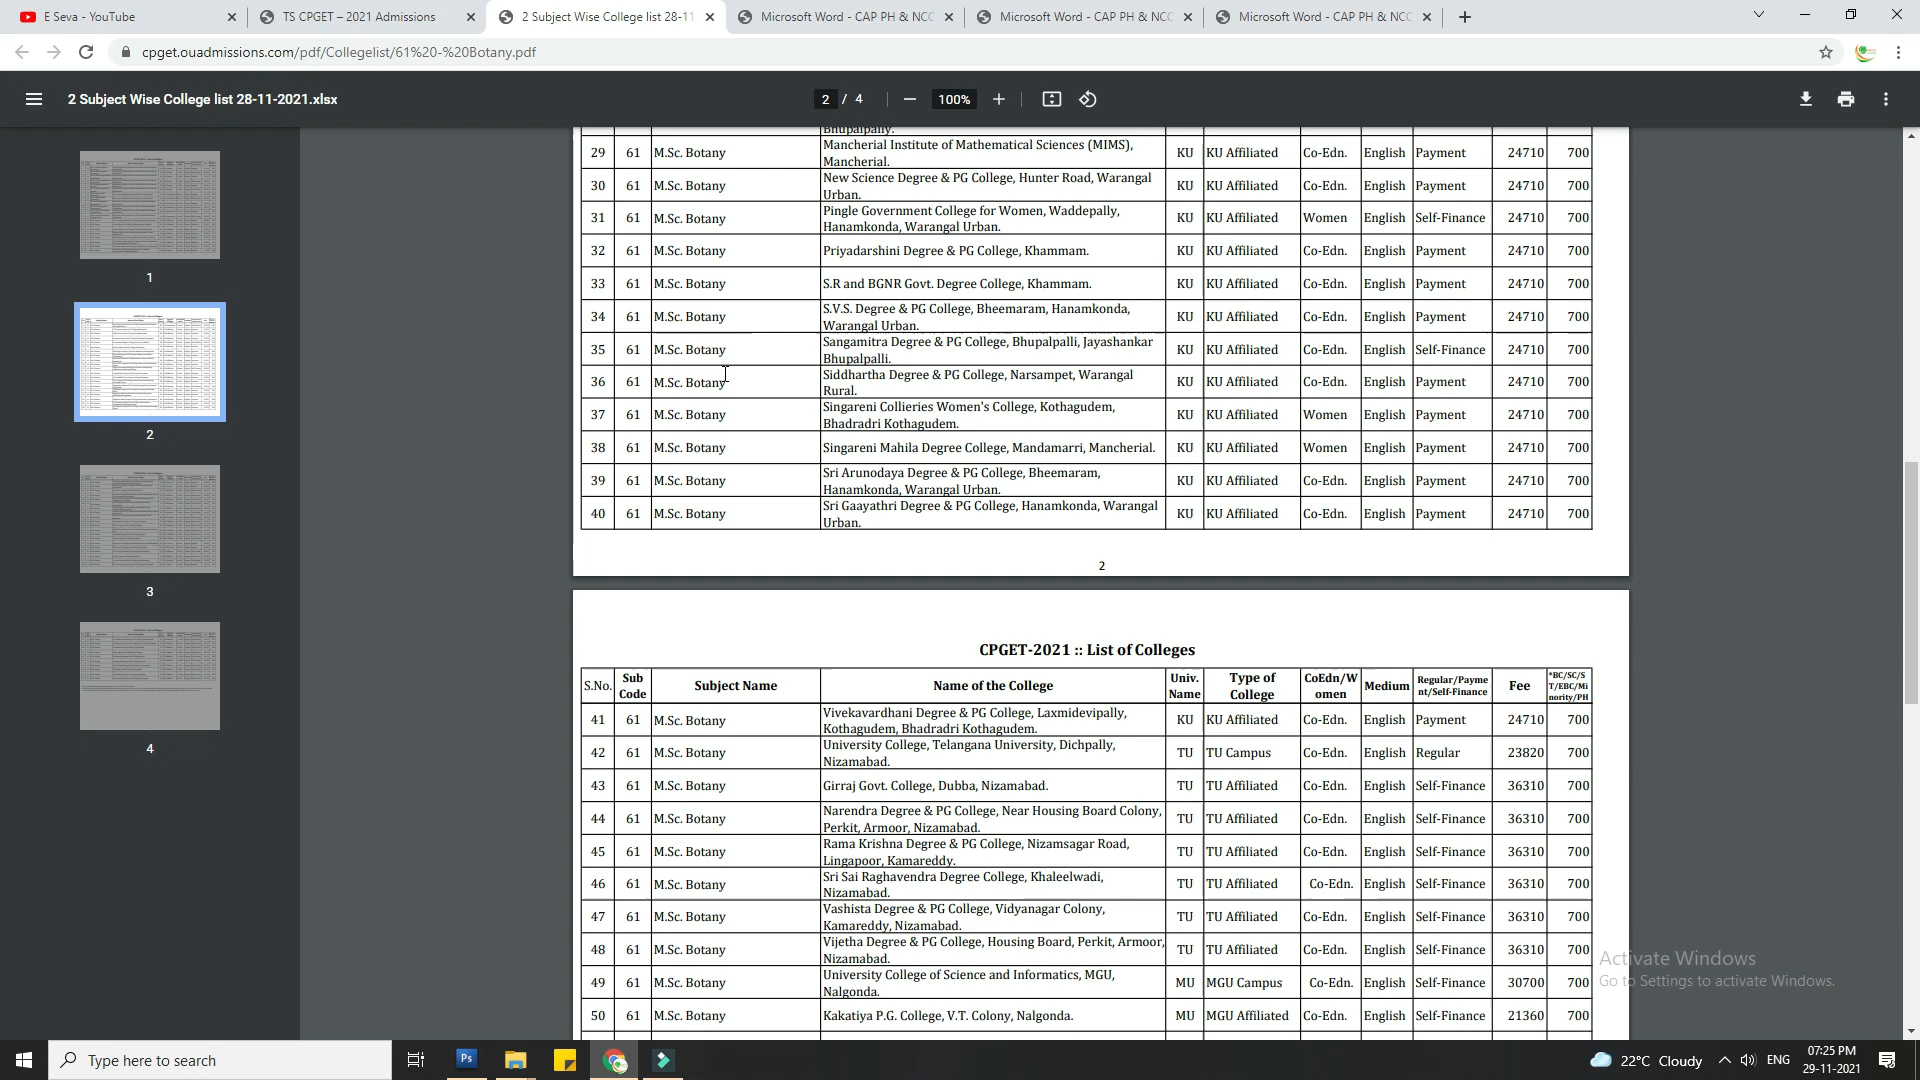 E Seva - YouTube
TS CPGET – 2021 Admissions
2 Subject Wise College list 28-11
Microsoft Word - CAP PH & NCC
Microsoft Word - CAP PH & NCC
Microsoft Word - CAP PH & NCC
cpget.ouadmissions.com/pdf/Collegelist/61%20-%20Botany.pdf
2 Subject Wise College list 28-11-2021.xlsx
2 / 4
100%
1
2
3
4
Bhupalpally.
29 61 M.Sc. Botany Mancherial Institute of Mathematical Sciences (MIMS), Mancherial. KU KU Affiliated Co-Edn. English Payment 24710 700
30 61 M.Sc. Botany New Science Degree & PG College, Hunter Road, Warangal Urban. KU KU Affiliated Co-Edn. English Payment 24710 700
31 61 M.Sc. Botany Pingle Government College for Women, Waddepally, Hanamkonda, Warangal Urban. KU KU Affiliated Women English Self-Finance 24710 700
32 61 M.Sc. Botany Priyadarshini Degree & PG College, Khammam. KU KU Affiliated Co-Edn. English Payment 24710 700
33 61 M.Sc. Botany S.R and BGNR Govt. Degree College, Khammam. KU KU Affiliated Co-Edn. English Payment 24710 700
34 61 M.Sc. Botany S.V.S. Degree & PG College, Bheemaram, Hanamkonda, Warangal Urban. KU KU Affiliated Co-Edn. English Payment 24710 700
35 61 M.Sc. Botany Sangamitra Degree & PG College, Bhupalpalli, Jayashankar Bhupalpalli. KU KU Affiliated Co-Edn. English Self-Finance 24710 700
36 61 M.Sc. Botany Siddhartha Degree & PG College, Narsampet, Warangal Rural. KU KU Affiliated Co-Edn. English Payment 24710 700
37 61 M.Sc. Botany Singareni Collieries Women's College, Kothagudem, Bhadradri Kothagudem. KU KU Affiliated Women English Payment 24710 700
38 61 M.Sc. Botany Singareni Mahila Degree College, Mandamarri, Mancherial. KU KU Affiliated Women English Payment 24710 700
39 61 M.Sc. Botany Sri Arunodaya Degree & PG College, Bheemaram, Hanamkonda, Warangal Urban. KU KU Affiliated Co-Edn. English Payment 24710 700
40 61 M.Sc. Botany Sri Gaayathri Degree & PG College, Hanamkonda, Warangal Urban. KU KU Affiliated Co-Edn. English Payment 24710 700
2
CPGET-2021 :: List of Colleges
S.No. Sub Code Subject Name Name of the College Univ. Name Type of College CoEdn/Women Medium Regular/Payment/Self-Finance Fee *BC/SC/ST/EBC/Minority/PH
41 61 M.Sc. Botany Vivekavardhani Degree & PG College, Laxmidevipally, Kothagudem, Bhadradri Kothagudem. KU KU Affiliated Co-Edn. English Payment 24710 700
42 61 M.Sc. Botany University College, Telangana University, Dichpally, Nizamabad. TU TU Campus Co-Edn. English Regular 23820 700
43 61 M.Sc. Botany Girraj Govt. College, Dubba, Nizamabad. TU TU Affiliated Co-Edn. English Self-Finance 36310 700
44 61 M.Sc. Botany Narendra Degree & PG College, Near Housing Board Colony, Perkit, Armoor, Nizamabad. TU TU Affiliated Co-Edn. English Self-Finance 36310 700
45 61 M.Sc. Botany Rama Krishna Degree & PG College, Nizamsagar Road, Lingapoor, Kamareddy. TU TU Affiliated Co-Edn. English Self-Finance 36310 700
46 61 M.Sc. Botany Sri Sai Raghavendra Degree College, Khaleelwadi, Nizamabad. TU TU Affiliated Co-Edn. English Self-Finance 36310 700
47 61 M.Sc. Botany Vashista Degree & PG College, Vidyanagar Colony, Kamareddy, Nizamabad. TU TU Affiliated Co-Edn. English Self-Finance 36310 700
48 61 M.Sc. Botany Vijetha Degree & PG College, Housing Board, Perkit, Armoor, Nizamabad. TU TU Affiliated Co-Edn. English Self-Finance 36310 700
49 61 M.Sc. Botany University College of Science and Informatics, MGU, Nalgonda. MU MGU Campus Co-Edn. English Self-Finance 30700 700
50 61 M.Sc. Botany Kakatiya P.G. College, V.T. Colony, Nalgonda. MU MGU Affiliated Co-Edn. English Self-Finance 21360 700
Activate Windows
Go to Settings to activate Windows.
Type here to search
Ps
22°C Cloudy
ENG
07:25 PM
29-11-2021